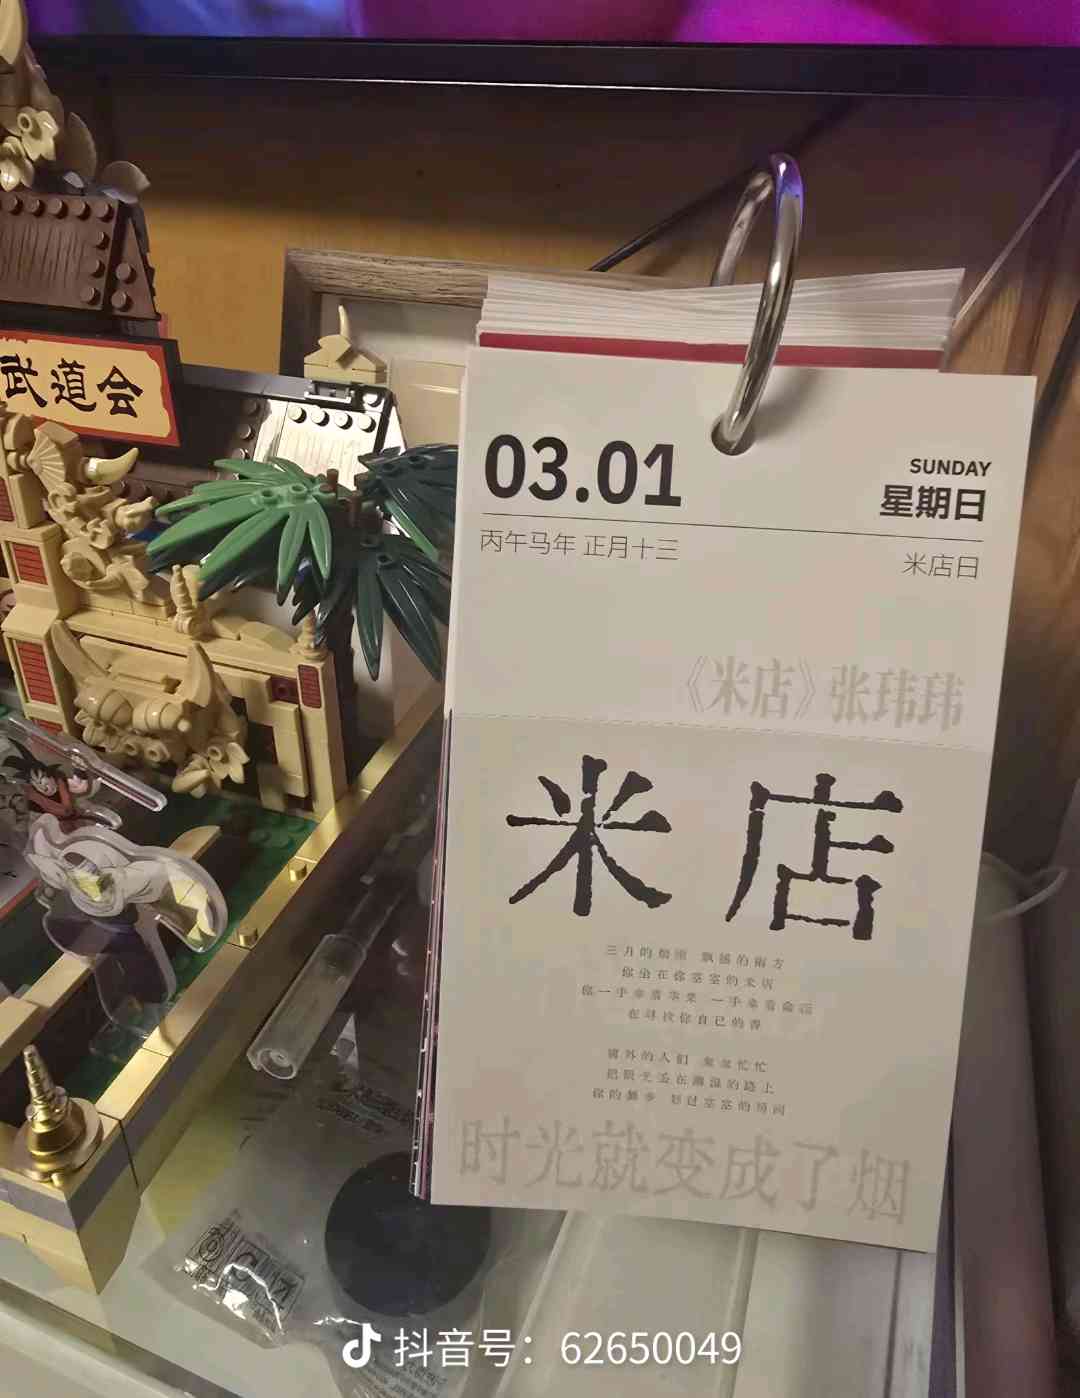 武道会
03.01
SUNDAY
星期日
丙午马年 正月十三
米店日
《米店》张玮玮
米店
三月的烟雨 飘摇的南方
你坐在你空空的米店
你一手拿着苹果 一手拿着命运
在寻找你自己的香
窗外的人们 匆匆忙忙
把眼光丢在潮湿的路上
你的舞步 划过空空的房间
时光就变成了烟
抖音号：62650049